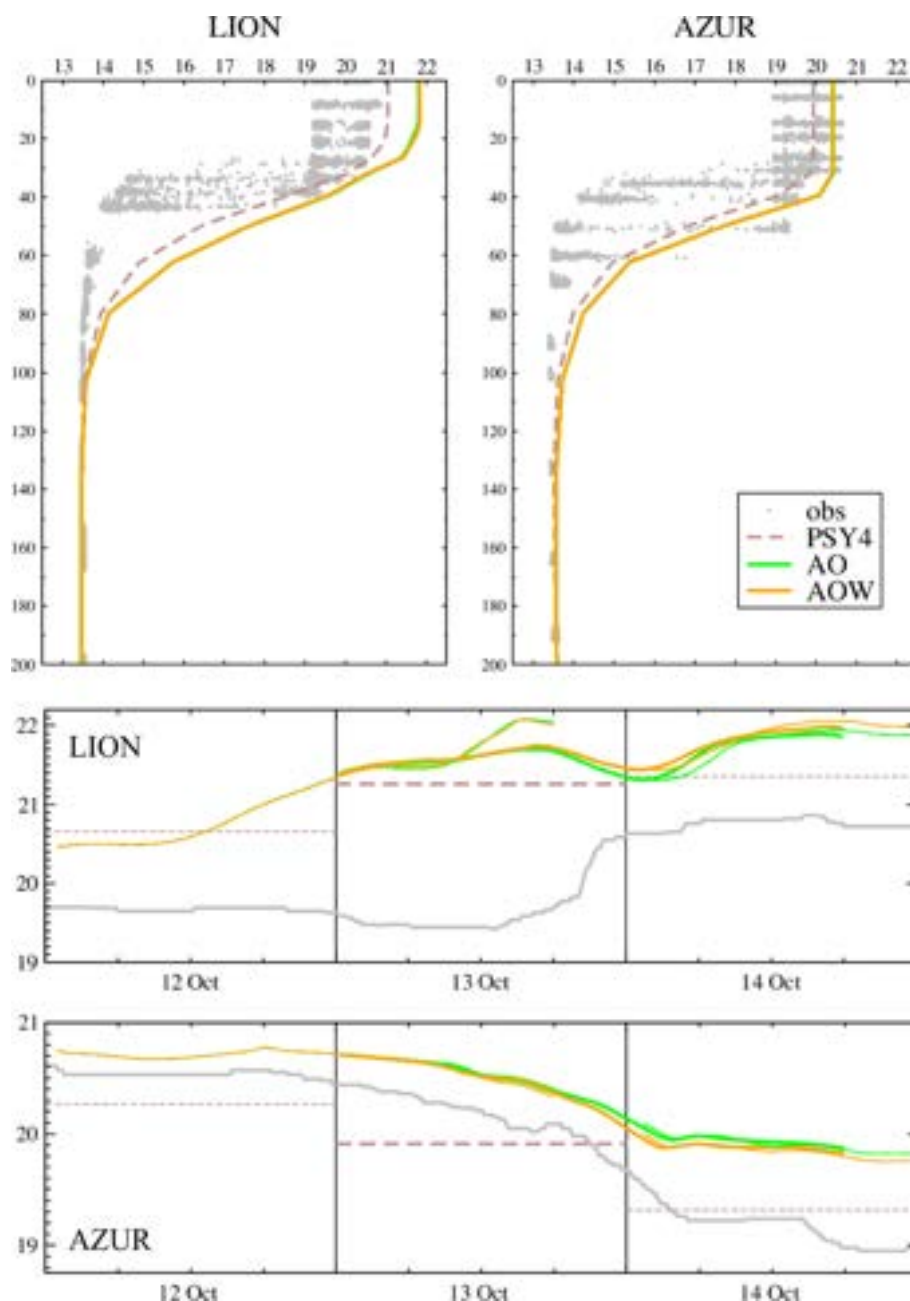 LION AZUR
13 14 15 16 17 18 19 20 21 22 13 14 15 16 17 18 19 20 21 22
0 0
20 20
40 40
60 60
80 80
100 100
120 120
140 140
160 160
180 180
200 200
obs
PSY4
AO
AOW
22
LION
21
20
19
12 Oct 13 Oct 14 Oct
21
20
19
AZUR
12 Oct 13 Oct 14 Oct